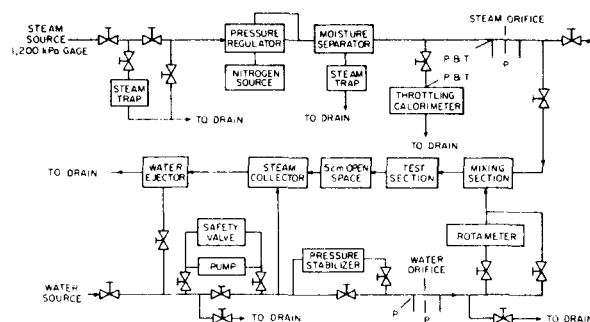 STEAM
SOURCE
1,200 kPa GAGE
PRESSURE
REGULATOR
MOISTURE
SEPARATOR
STEAM ORIFICE
P & T
P
P & T
NITROGEN
SOURCE
STEAM
TRAP
STEAM
TRAP
THROTTLING
CALORIMETER
TO DRAIN
TO DRAIN
TO DRAIN
TO DRAIN
WATER
EJECTOR
STEAM
COLLECTOR
5cm OPEN
SPACE
TEST
SECTION
MIXING
SECTION
SAFETY
VALVE
PUMP
PRESSURE
STABILIZER
WATER
ORIFICE
ROTAMETER
WATER
SOURCE
P
P
TO DRAIN
TO DRAIN